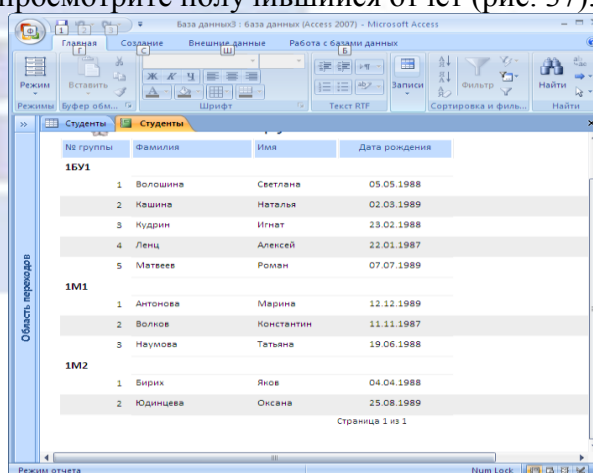 просмотрите получившийся отчет (рис. 37).
База данных3 : база данных (Access 2007) - Microsoft Access
1 2 3
Ф
Главная Создание Внешние данные Работа с базами данных
Г С Ш Б
Режим Вставить Ж К Ч Записи Фильтр Найти
Режимы Буфер обм... Шрифт Текст RTF Сортировка и филь... Найти
Студенты Студенты
№ группы Фамилия Имя Дата рождения
1БУ1
1 Волошина Светлана 05.05.1988
2 Кашина Наталья 02.03.1989
3 Кудрин Игнат 23.02.1988
4 Ленц Алексей 22.01.1987
5 Матвеев Роман 07.07.1989
1М1
1 Антонова Марина 12.12.1989
2 Волков Константин 11.11.1987
3 Наумова Татьяна 19.06.1988
1М2
1 Бирих Яков 04.04.1988
2 Юдинцева Оксана 25.08.1989
Страница 1 из 1
Область переходов
Режим отчета Num Lock